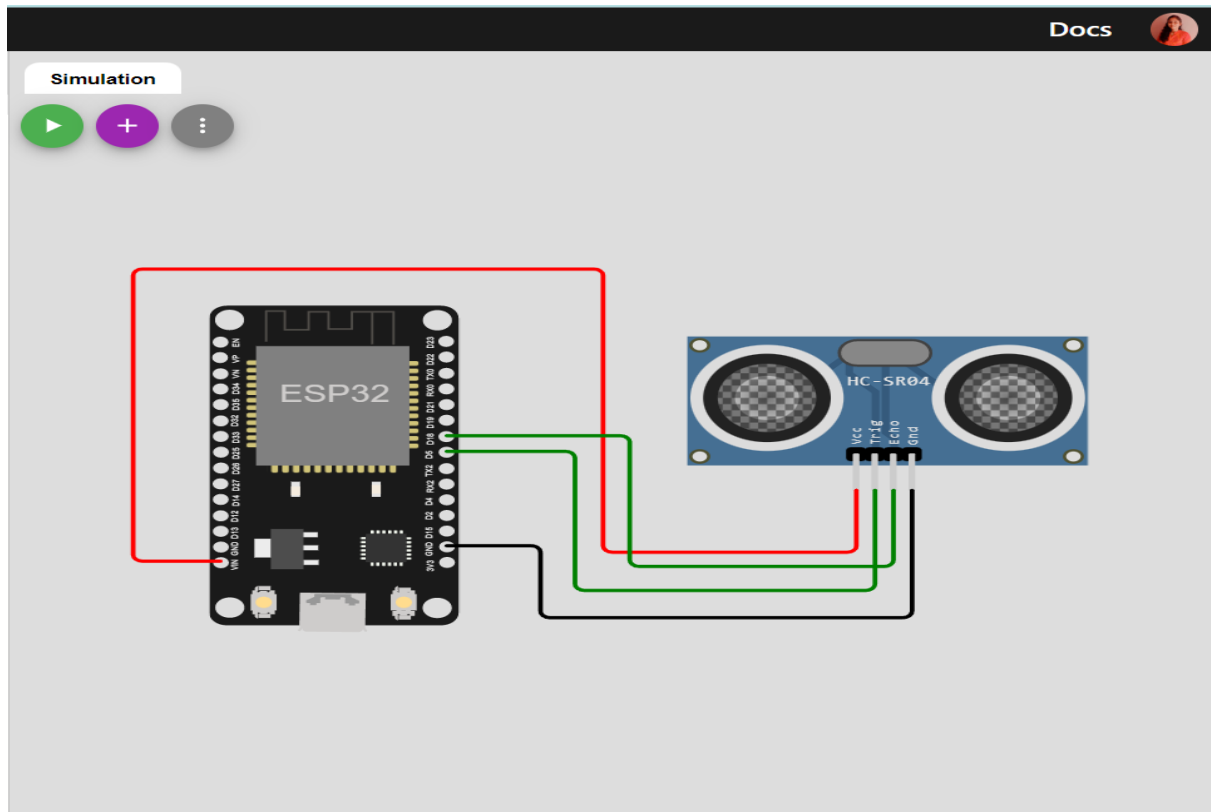 Docs
Simulation
ESP32
EN
VP
VN
D34
D35
D32
D33
D25
D26
D27
D14
D12
D13
GND
VIN
D23
D22
TX0
RX0
D21
D19
D18
D5
TX2
RX2
D4
D2
D15
GND
3V3
HC-SR04
Vcc
Trig
Echo
Gnd